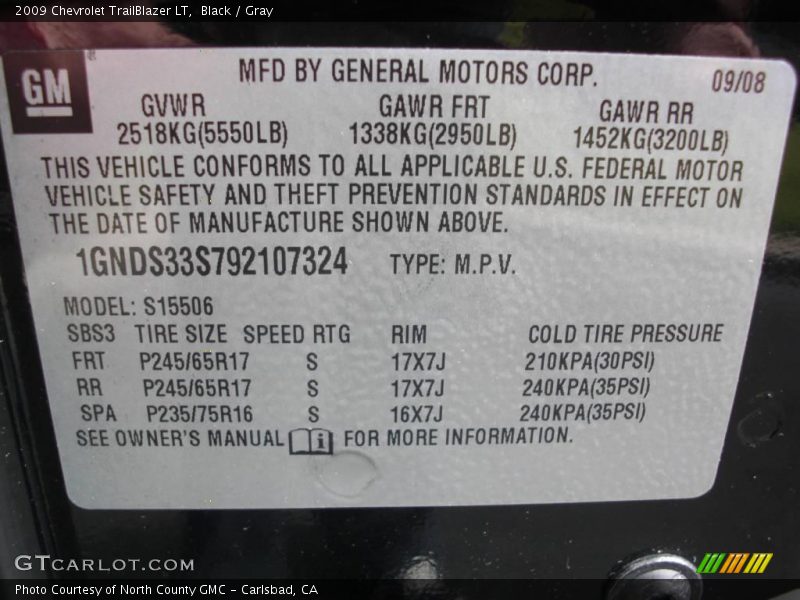 2009 Chevrolet TrailBlazer LT, Black / Gray
GM
MFD BY GENERAL MOTORS CORP. 09/08
GVWR GAWR FRT GAWR RR
2518KG(5550LB) 1338KG(2950LB) 1452KG(3200LB)
THIS VEHICLE CONFORMS TO ALL APPLICABLE U.S. FEDERAL MOTOR
VEHICLE SAFETY AND THEFT PREVENTION STANDARDS IN EFFECT ON
THE DATE OF MANUFACTURE SHOWN ABOVE.
1GNDS33S792107324 TYPE: M.P.V.
MODEL: S15506
SBS3 TIRE SIZE SPEED RTG RIM COLD TIRE PRESSURE
FRT P245/65R17 S 17X7J 210KPA(30PSI)
RR P245/65R17 S 17X7J 240KPA(35PSI)
SPA P235/75R16 S 16X7J 240KPA(35PSI)
SEE OWNER'S MANUAL i FOR MORE INFORMATION.
GTCARLOT.COM
Photo Courtesy of North County GMC - Carlsbad, CA